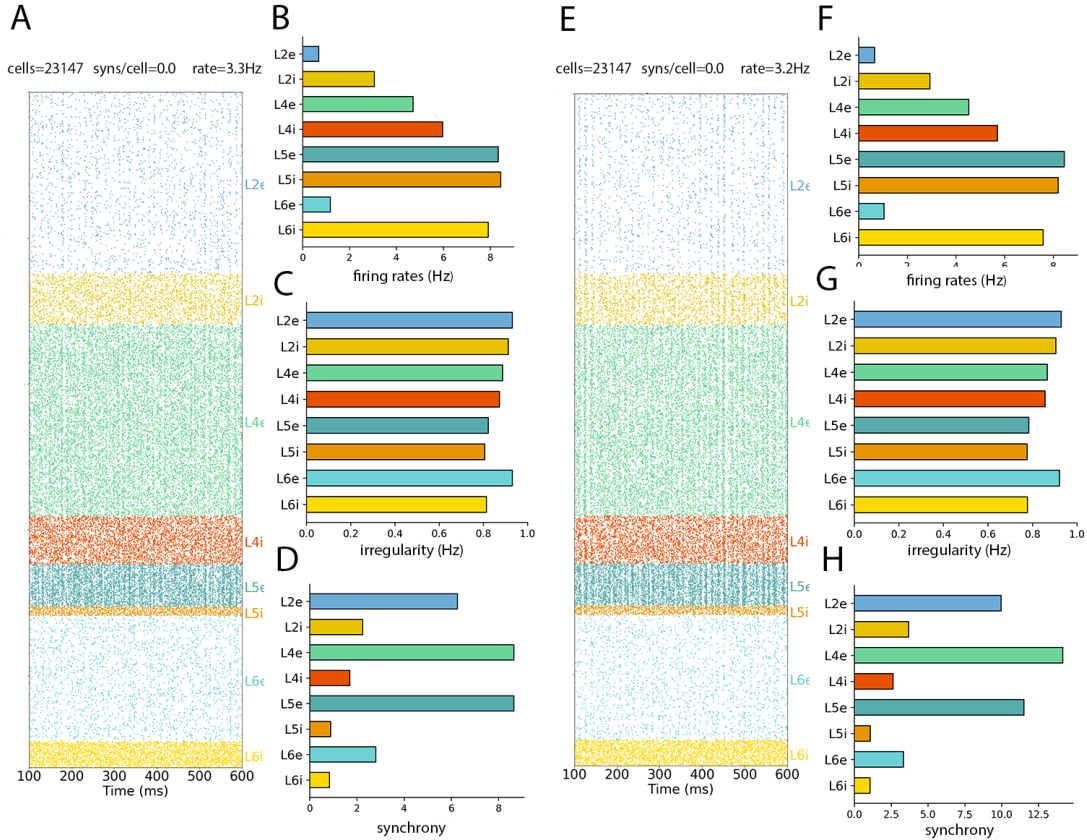 A
cells=23147 syns/cell=0.0 rate=3.3Hz
L2e
L2i
L4e
L4i
L5e
L5i
L6e
L6i
100 200 300 400 500 600
Time (ms)
B
L2e
L2i
L4e
L4i
L5e
L5i
L6e
L6i
0 2 4 6 8
firing rates (Hz)
C
L2e
L2i
L4e
L4i
L5e
L5i
L6e
L6i
0.0 0.2 0.4 0.6 0.8 1.0
irregularity (Hz)
D
L2e
L2i
L4e
L4i
L5e
L5i
L6e
L6i
0 2 4 6 8
synchrony
E
cells=23147 syns/cell=0.0 rate=3.2Hz
L2e
L2i
L4e
L4i
L5e
L5i
L6e
L6i
100 200 300 400 500 600
Time (ms)
F
L2e
L2i
L4e
L4i
L5e
L5i
L6e
L6i
0 2 4 6 8
firing rates (Hz)
G
L2e
L2i
L4e
L4i
L5e
L5i
L6e
L6i
0.0 0.2 0.4 0.6 0.8 1.0
irregularity (Hz)
H
L2e
L2i
L4e
L4i
L5e
L5i
L6e
L6i
0.0 2.5 5.0 7.5 10.0 12.5
synchrony